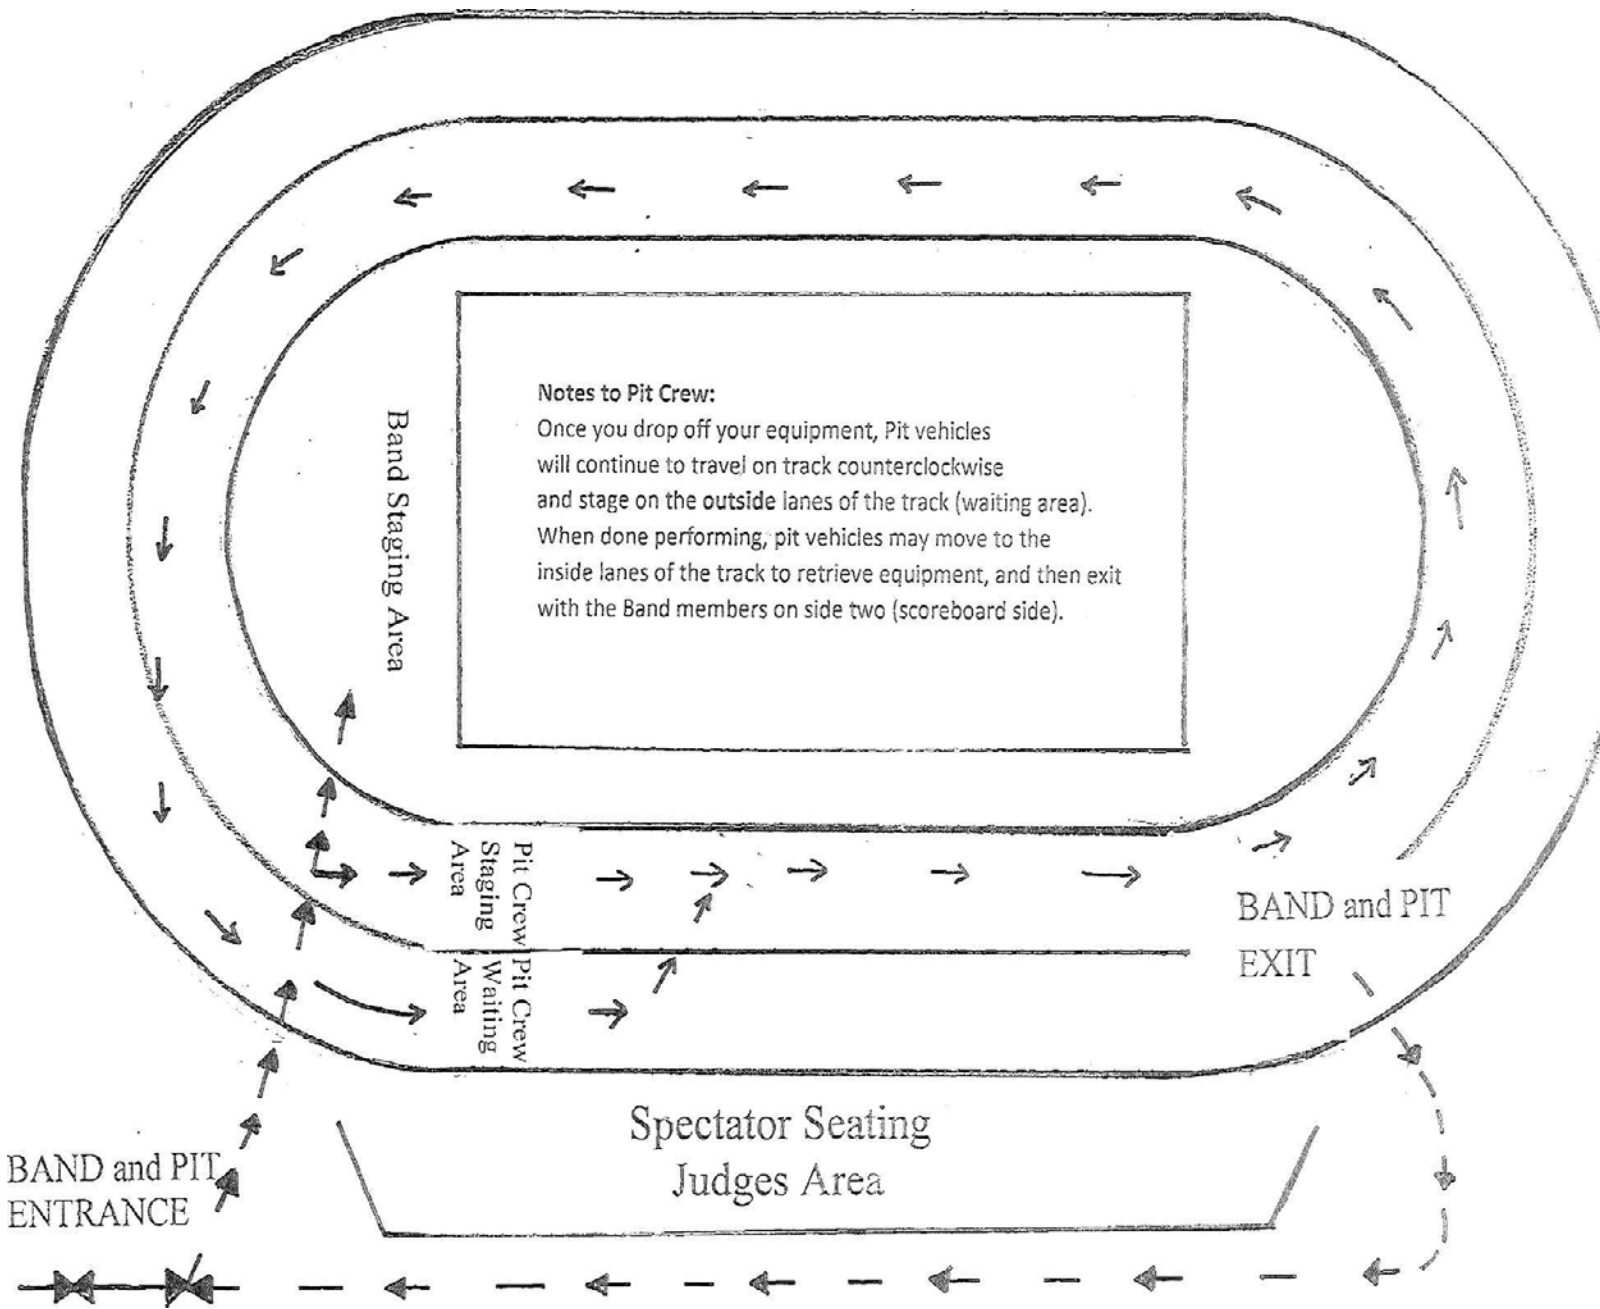 Notes to Pit Crew:
Once you drop off your equipment, Pit vehicles
will continue to travel on track counterclockwise
and stage on the outside lanes of the track (waiting area).
When done performing, pit vehicles may move to the
inside lanes of the track to retrieve equipment, and then exit
with the Band members on side two (scoreboard side).
Band Staging Area
Pit Crew
Staging
Area
Pit Crew
Waiting
Area
BAND and PIT
EXIT
Spectator Seating
Judges Area
BAND and PIT
ENTRANCE